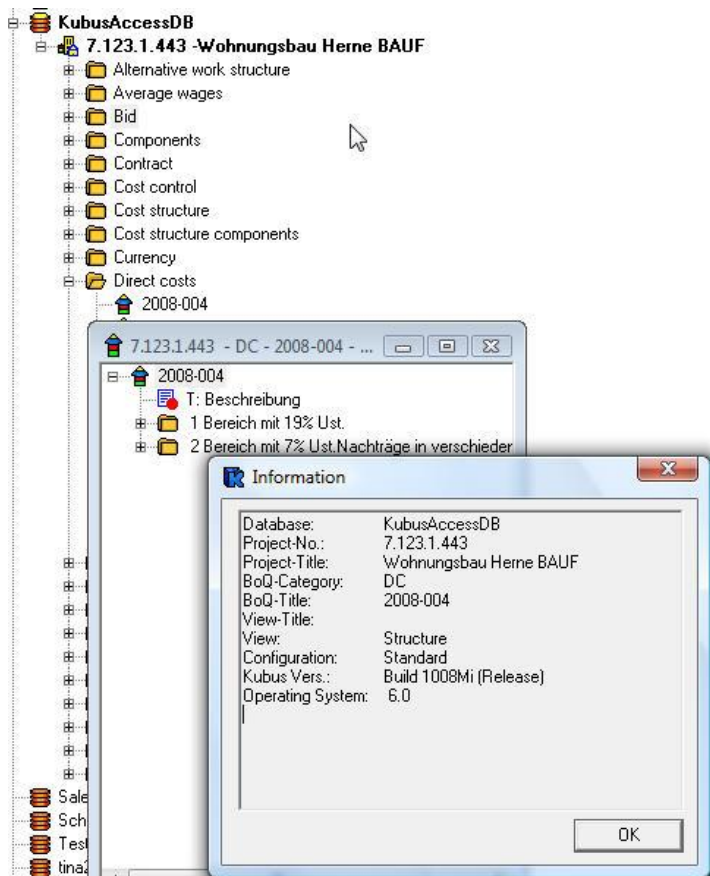 KubusAccessDB
7.123.1.443 -Wohnungsbau Herne BAUF
Alternative work structure
Average wages
Bid
Components
Contract
Cost control
Cost structure
Cost structure components
Currency
Direct costs
2008-004
7.123.1.443 - DC - 2008-004 - ...
2008-004
T: Beschreibung
1 Bereich mit 19% Ust.
2 Bereich mit 7% Ust.Nachträge in verschieder
Information
Database: KubusAccessDB
Project-No.: 7.123.1.443
Project-Title: Wohnungsbau Herne BAUF
BoQ-Category: DC
BoQ-Title: 2008-004
View-Title:
View: Structure
Configuration: Standard
Kubus Vers.: Build 1008Mi (Release)
Operating System: 6.0
OK
Sale
Sch
Test
tina2